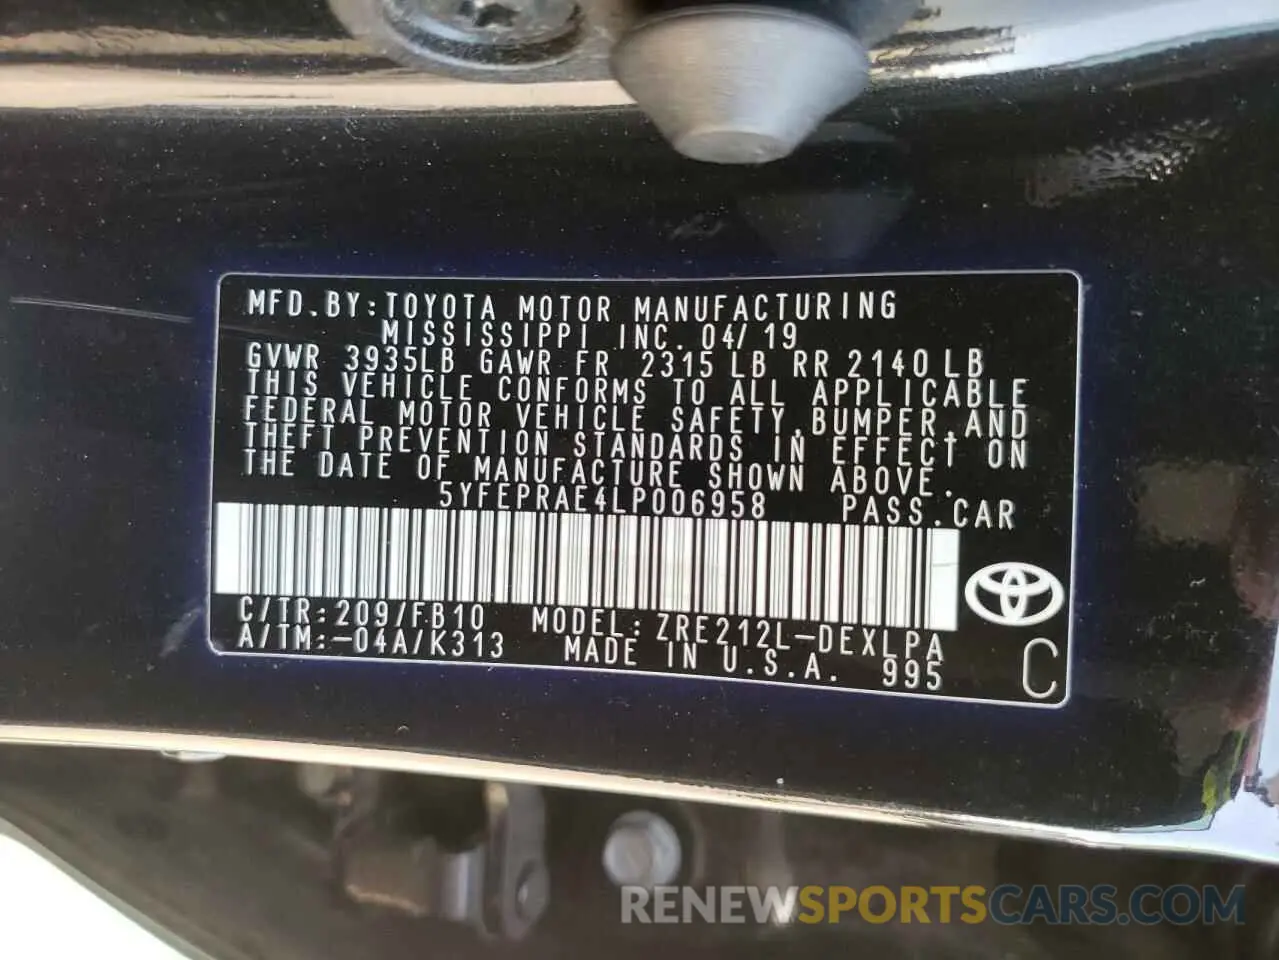 MFD.BY:TOYOTA MOTOR MANUFACTURING
MISSISSIPPI INC. 04/19
GVWR 3935LB GAWR FR 2315 LB RR 2140 LB
THIS VEHICLE CONFORMS TO ALL APPLICABLE
FEDERAL MOTOR VEHICLE SAFETY,BUMPER,AND
THEFT PREVENTION STANDARDS IN EFFECT ON
THE DATE OF MANUFACTURE SHOWN ABOVE.
5YFEPRAE4LP006958 PASS.CAR
C/TR:209/FB10 MODEL:ZRE212L-DEXLPA
A/TM:-04A/K313 MADE IN U.S.A. 995 C
RENEWSPORTSCARS.COM